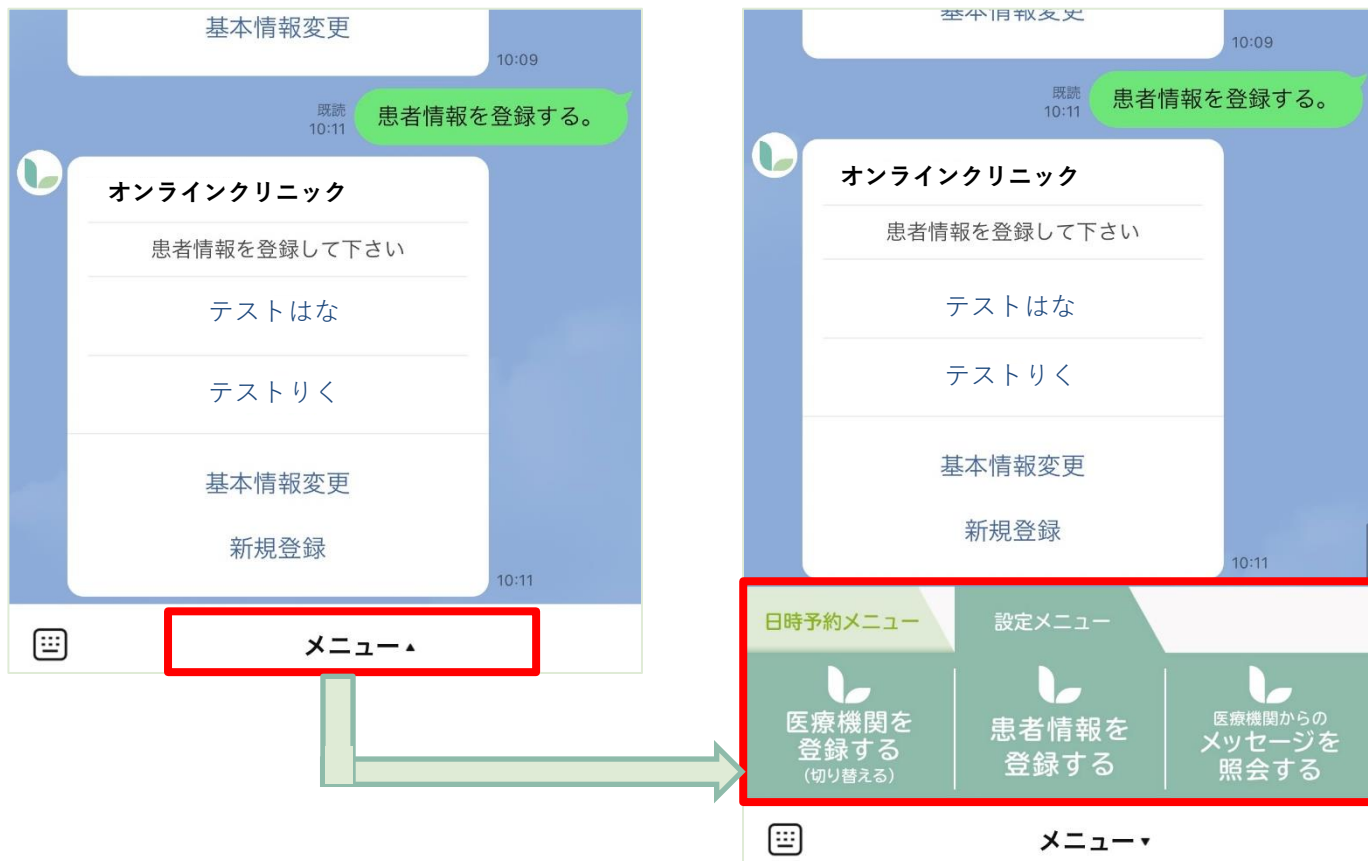 基本情報変更
10:09
既読
10:11
患者情報を登録する。
オンラインクリニック
患者情報を登録して下さい
テストはな
テストりく
基本情報変更
新規登録
10:11
メニュー▲
基本情報変更
10:09
既読
10:11
患者情報を登録する。
オンラインクリニック
患者情報を登録して下さい
テストはな
テストりく
基本情報変更
新規登録
10:11
日時予約メニュー
設定メニュー
医療機関を
登録する
(切り替える)
患者情報を
登録する
医療機関からの
メッセージを
照会する
メニュー▼